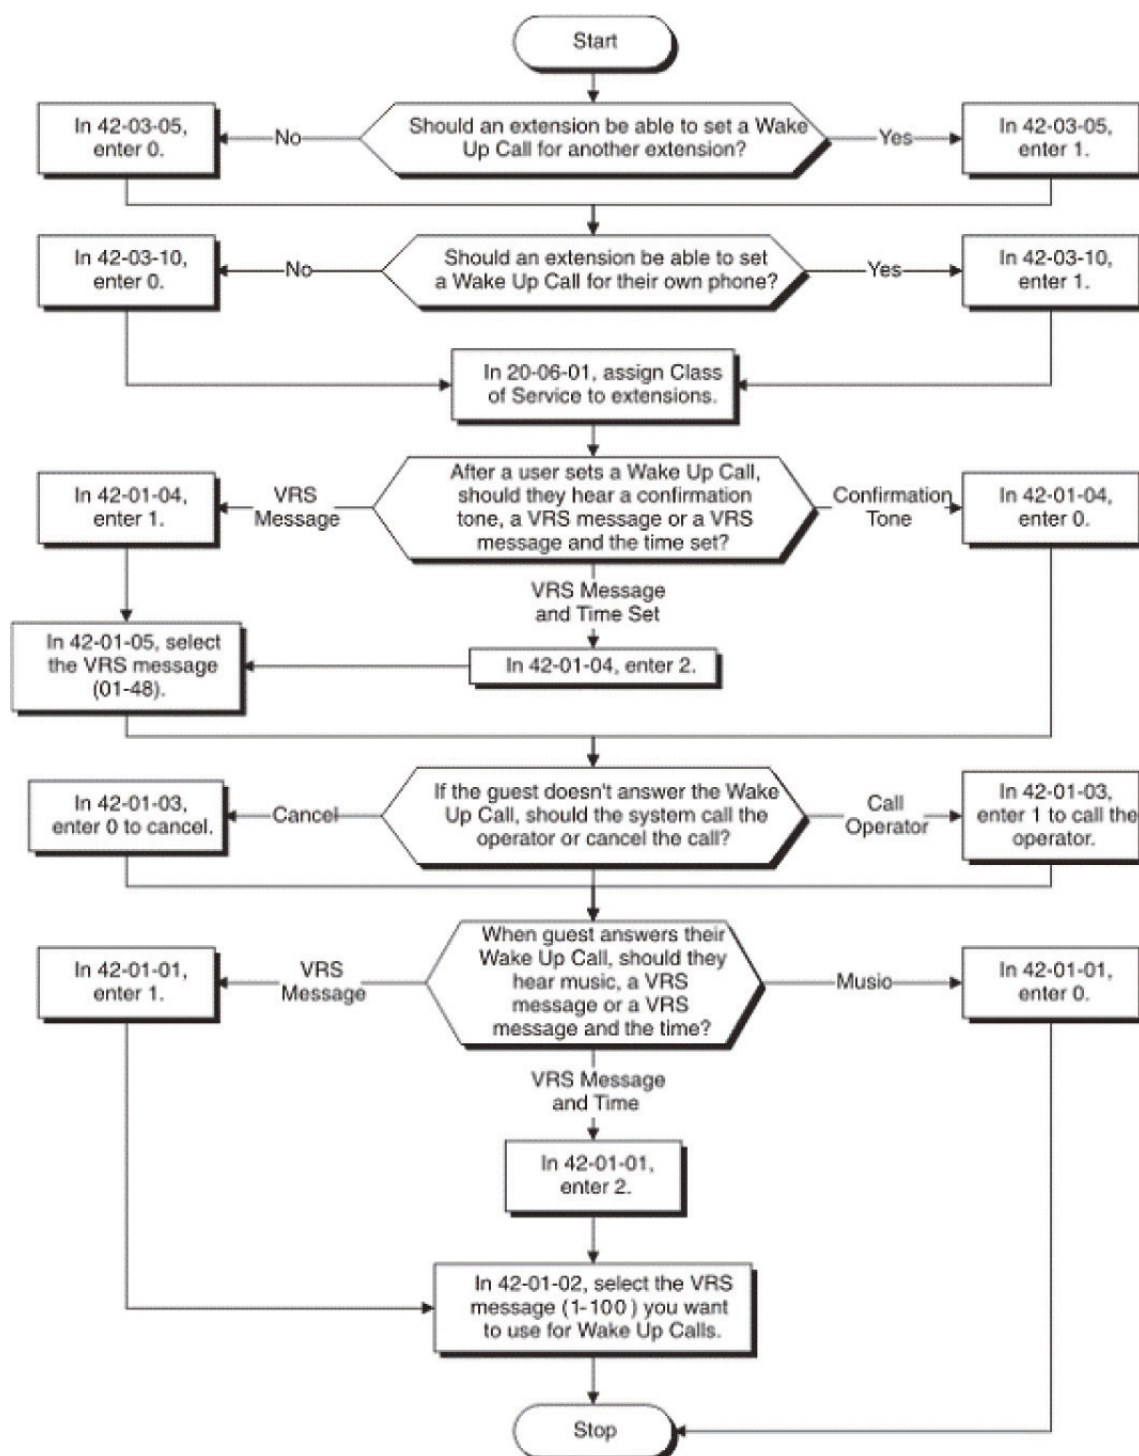 Start
Should an extension be able to set a Wake
Up Call for another extension?
No
In 42-03-05,
enter 0.
Yes
In 42-03-05,
enter 1.
Should an extension be able to set
a Wake Up Call for their own phone?
No
In 42-03-10,
enter 0.
Yes
In 42-03-10,
enter 1.
In 20-06-01, assign Class
of Service to extensions.
After a user sets a Wake Up Call,
should they hear a confirmation
tone, a VRS message or a VRS
message and the time set?
VRS
Message
In 42-01-04,
enter 1.
Confirmation
Tone
In 42-01-04,
enter 0.
VRS Message
and Time Set
In 42-01-04, enter 2.
In 42-01-05, select
the VRS message
(01-48).
If the guest doesn't answer the Wake
Up Call, should the system call the
operator or cancel the call?
Cancel
In 42-01-03,
enter 0 to cancel.
Call
Operator
In 42-01-03,
enter 1 to call the
operator.
When guest answers their
Wake Up Call, should they
hear music, a VRS
message or a VRS
message and the time?
VRS
Message
In 42-01-01,
enter 1.
Music
In 42-01-01,
enter 0.
VRS Message
and Time
In 42-01-01,
enter 2.
In 42-01-02, select the VRS
message (1-100) you want
to use for Wake Up Calls.
Stop